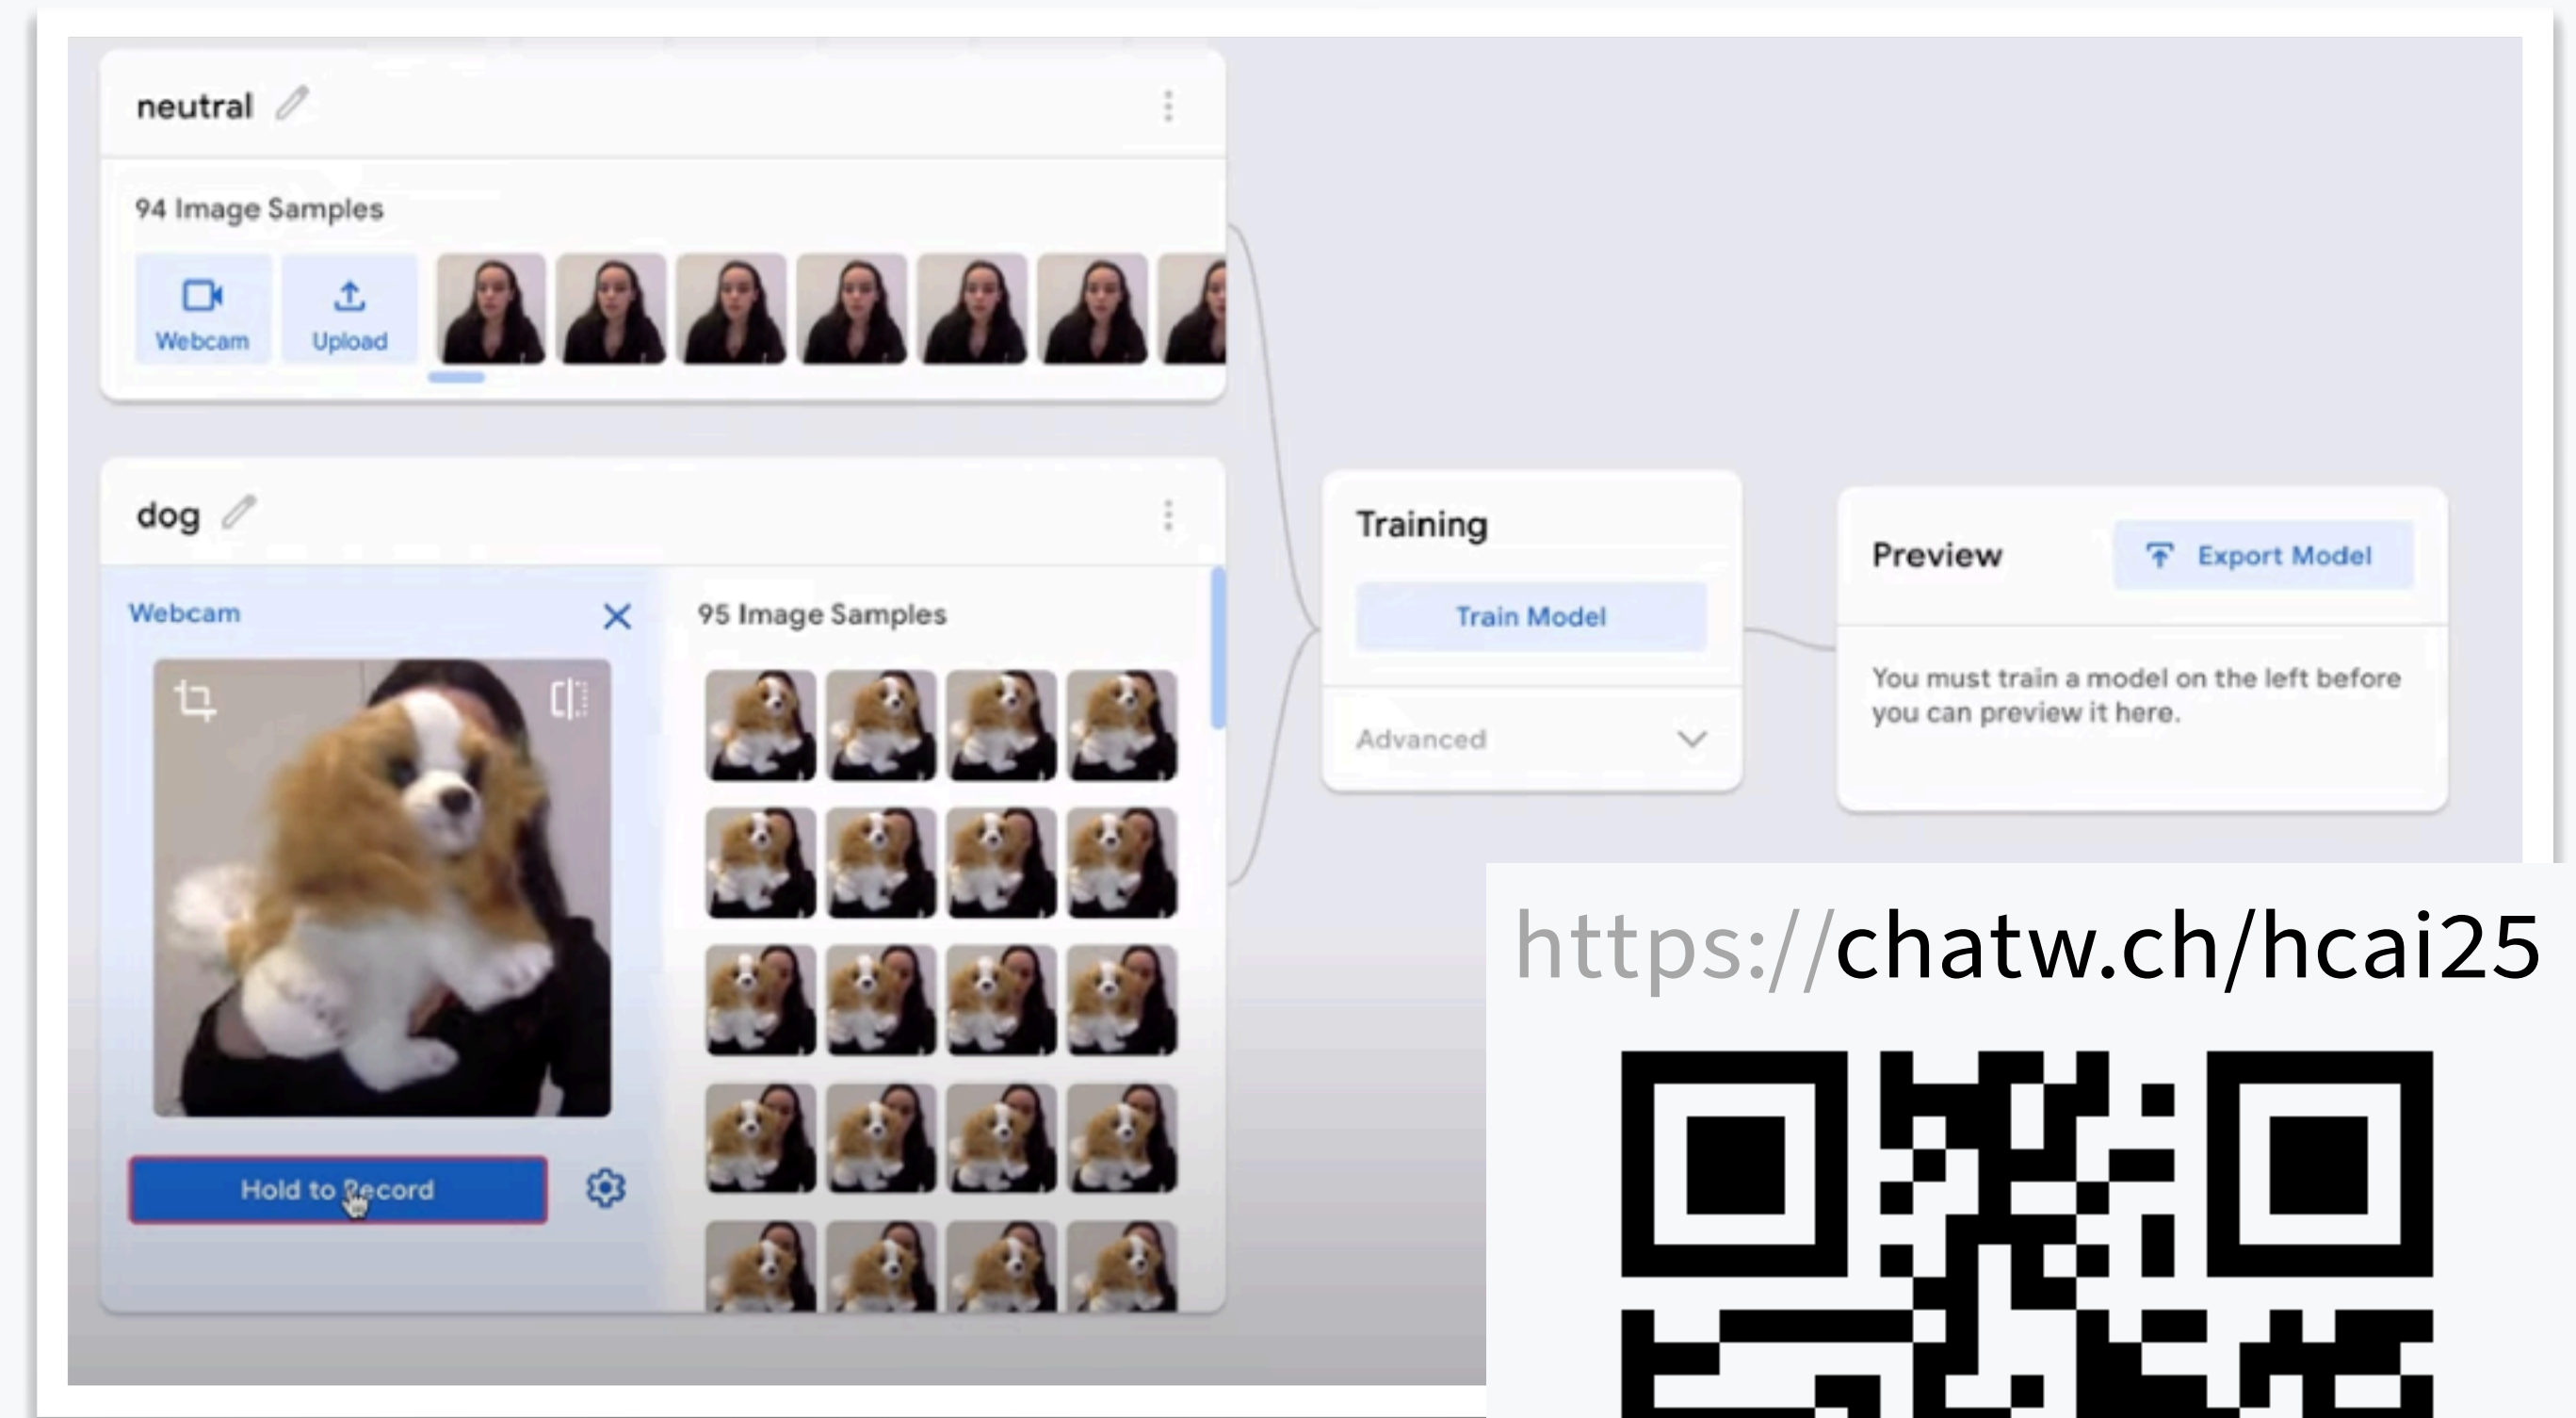 neutral
94 Image Samples
Webcam
Upload
dog
Webcam
95 Image Samples
Hold to Record
Training
Train Model
Advanced
Preview
Export Model
You must train a model on the left before
you can preview it here.
https://chatw.ch/hcai25